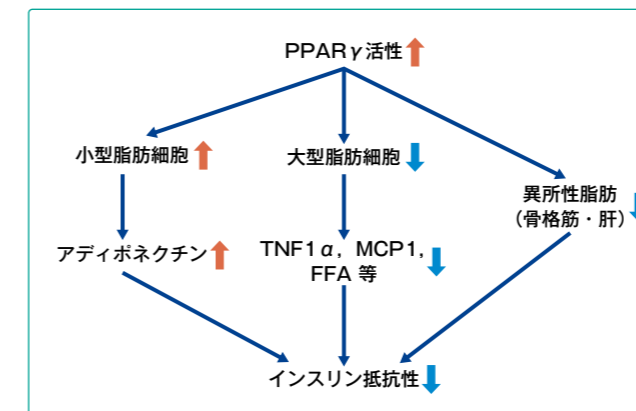 PPARγ活性
小型脂肪細胞
大型脂肪細胞
異所性脂肪
（骨格筋・肝）
アディポネクチン
TNF1α，MCP1，
FFA 等
インスリン抵抗性